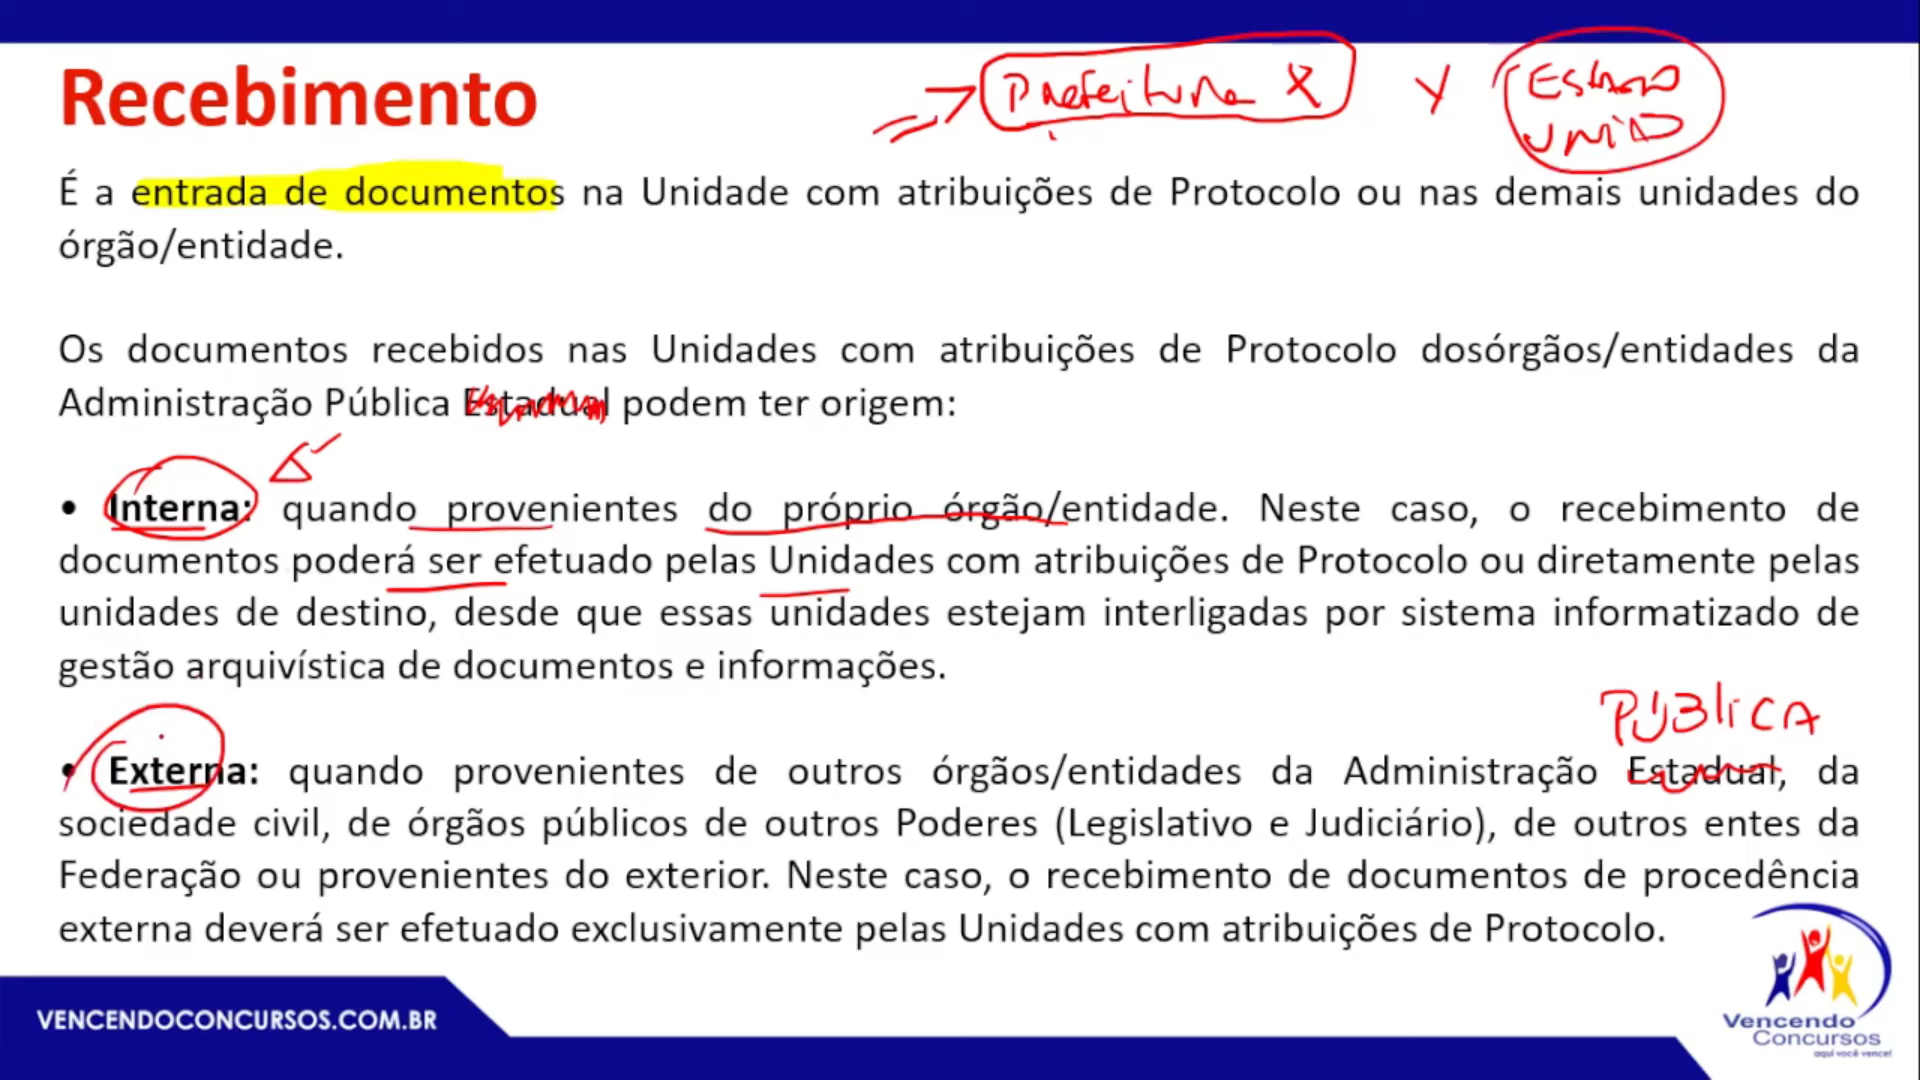 Recebimento
Prefeitura X Y Estado
União
É a entrada de documentos na Unidade com atribuições de Protocolo ou nas demais unidades do
órgão/entidade.
Os documentos recebidos nas Unidades com atribuições de Protocolo dosórgãos/entidades da
Administração Pública Estadual podem ter origem:
• Interna: quando provenientes do próprio órgão/entidade. Neste caso, o recebimento de
documentos poderá ser efetuado pelas Unidades com atribuições de Protocolo ou diretamente pelas
unidades de destino, desde que essas unidades estejam interligadas por sistema informatizado de
gestão arquivística de documentos e informações.
PÚBLICA
• Externa: quando provenientes de outros órgãos/entidades da Administração Estadual, da
sociedade civil, de órgãos públicos de outros Poderes (Legislativo e Judiciário), de outros entes da
Federação ou provenientes do exterior. Neste caso, o recebimento de documentos de procedência
externa deverá ser efetuado exclusivamente pelas Unidades com atribuições de Protocolo.
VENCENDOCONCURSOS.COM.BR
Vencendo
Concursos
aqui você vence!